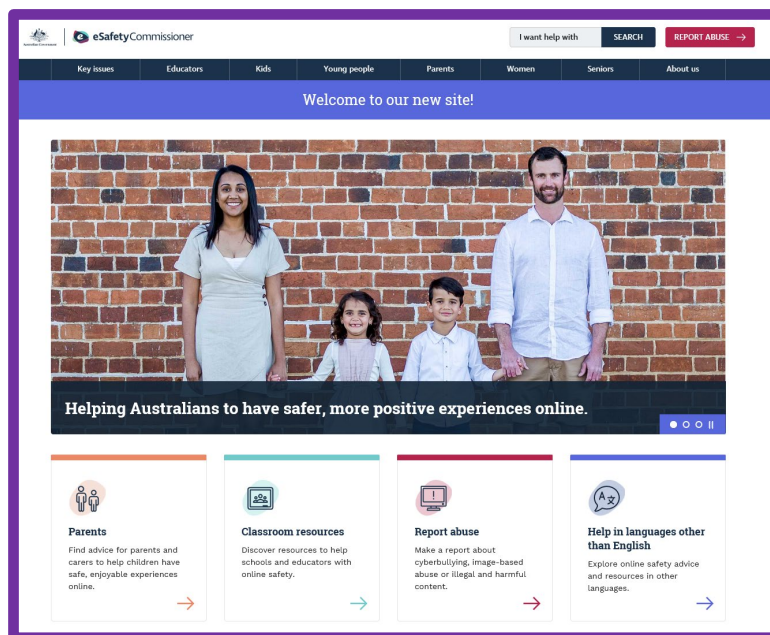 Australian Government
eSafetyCommissioner
I want help with
SEARCH
REPORT ABUSE
Key issues
Educators
Kids
Young people
Parents
Women
Seniors
About us
Welcome to our new site!
Helping Australians to have safer, more positive experiences online.
Parents
Find advice for parents and
carers to help children have
safe, enjoyable experiences
online.
Classroom resources
Discover resources to help
schools and educators with
online safety.
Report abuse
Make a report about
cyberbullying, image-based
abuse or illegal and harmful
content.
Help in languages other
than English
Explore online safety advice
and resources in other
languages.